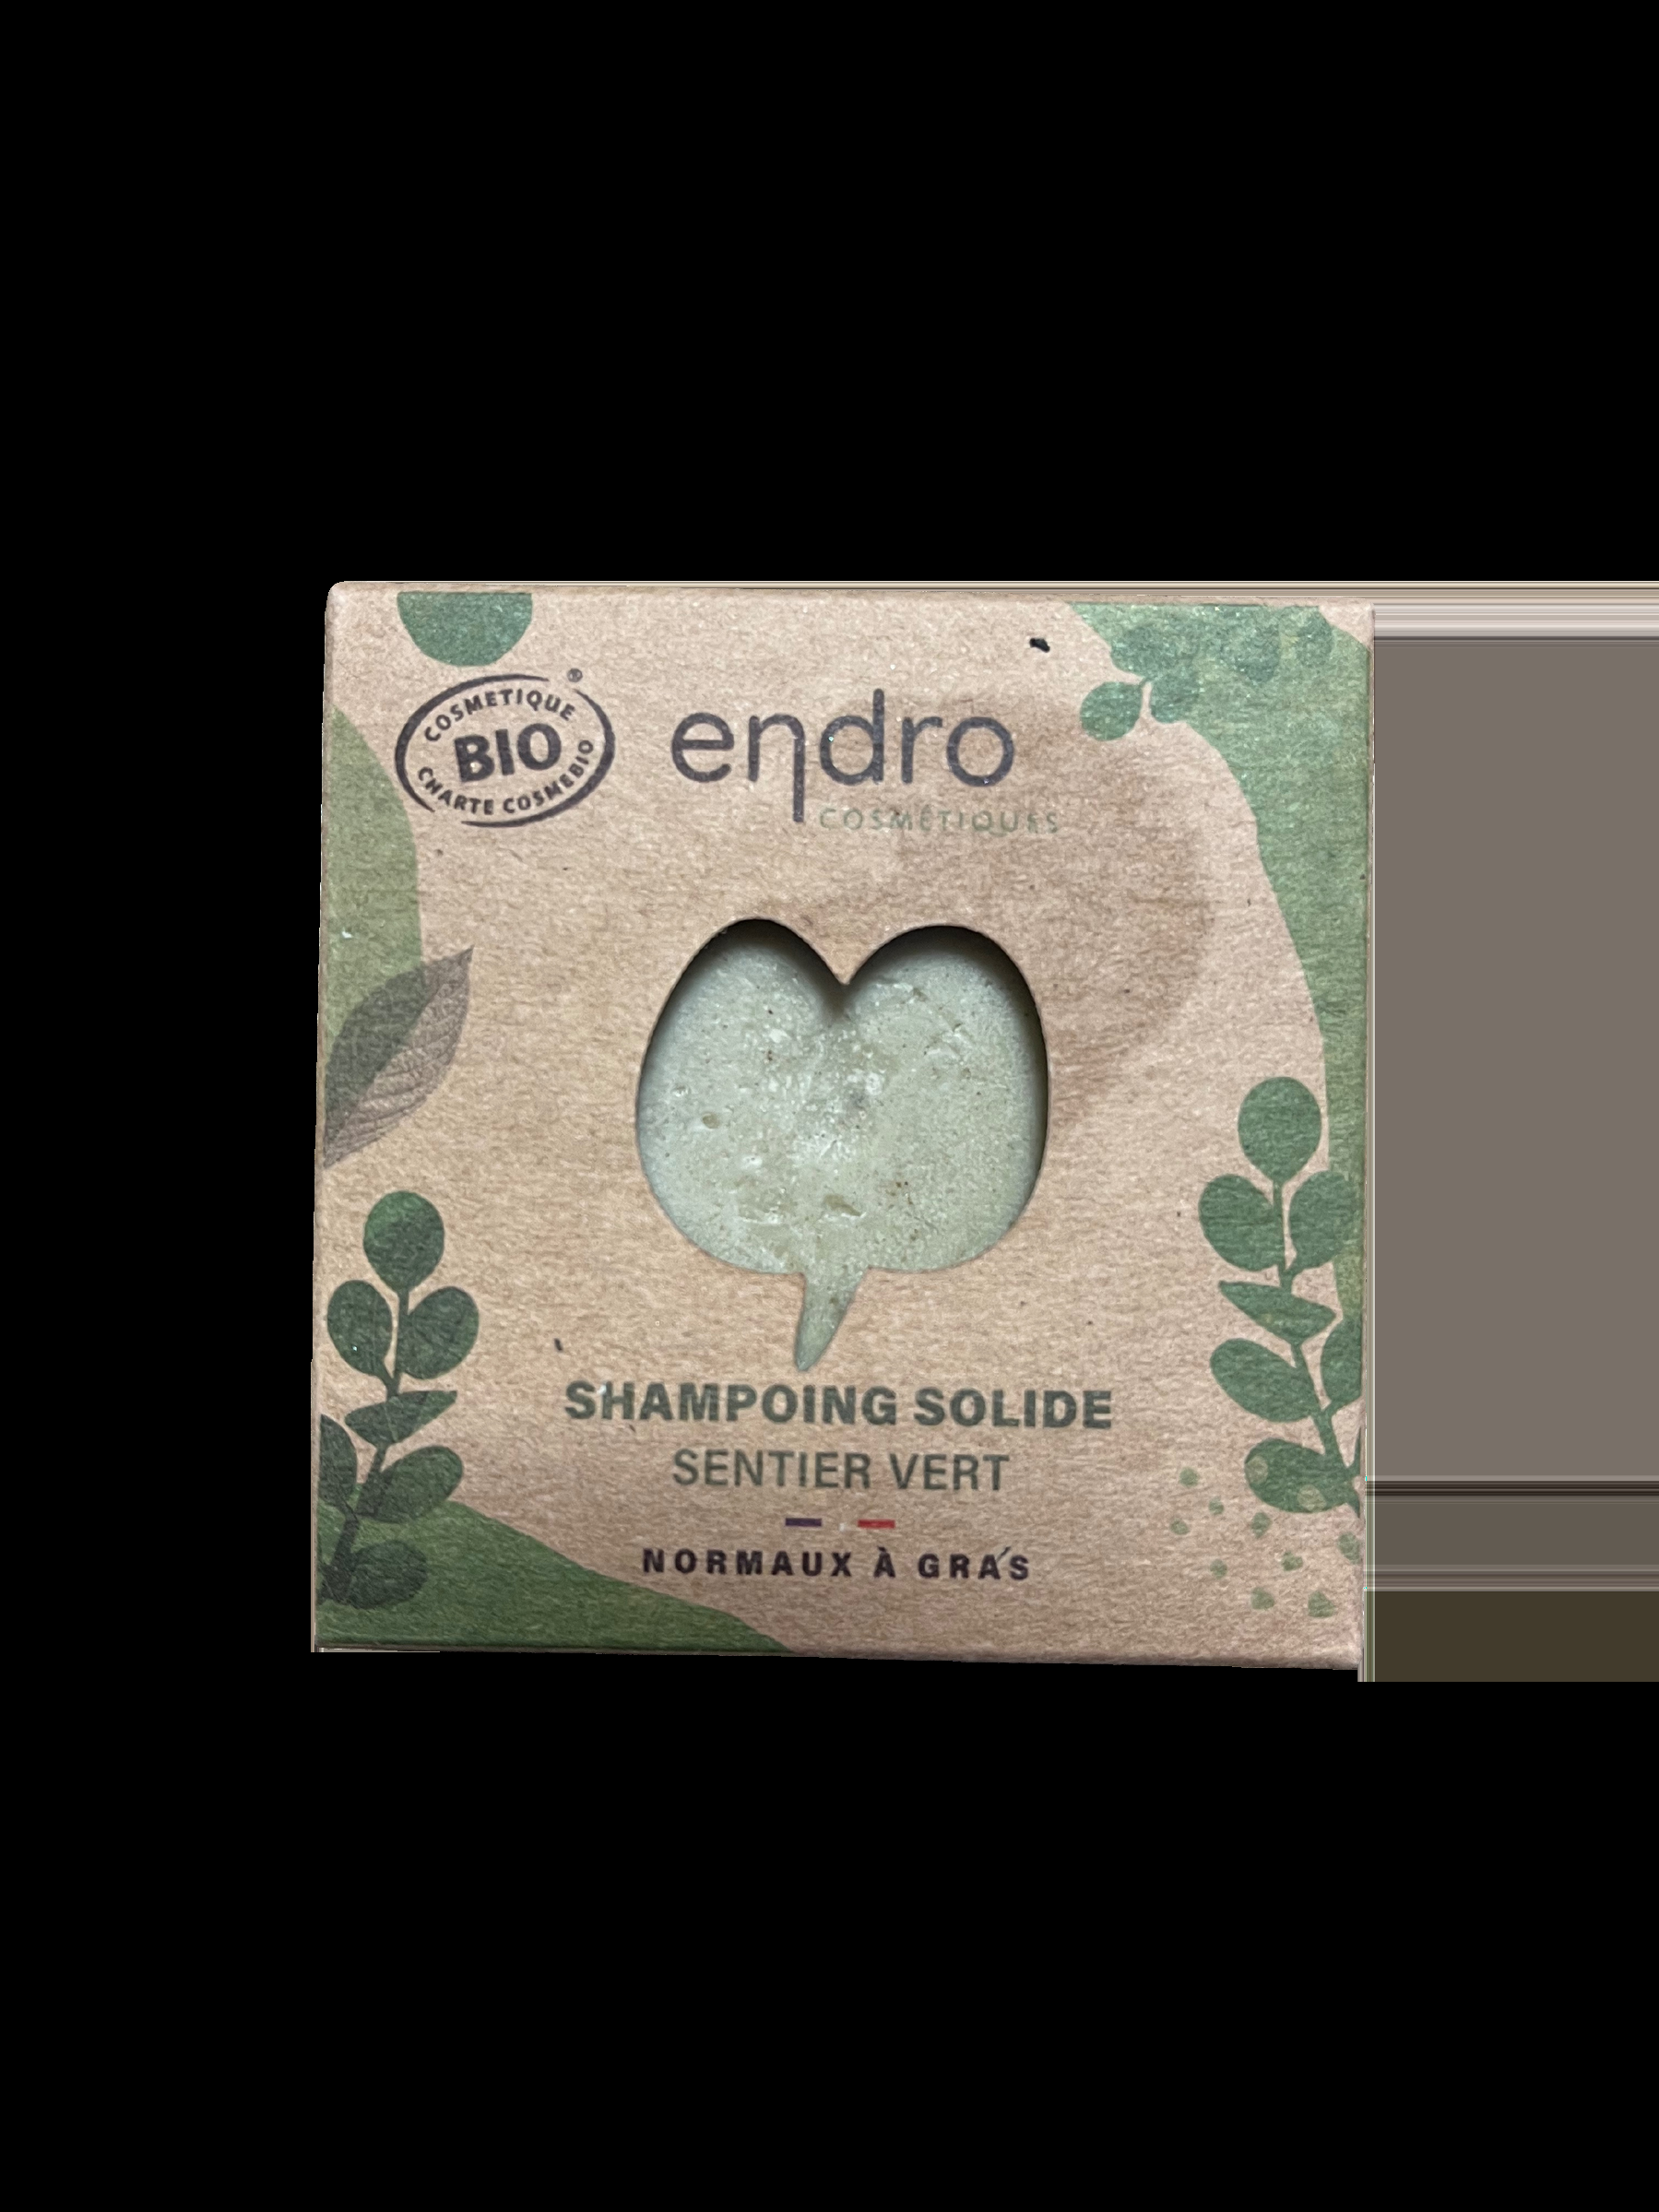 COSMETIQUE ®
BIO
CHARTE COSMEBIO
endro
COSMÉTIQUES
SHAMPOING SOLIDE
SENTIER VERT
NORMAUX À GRAS